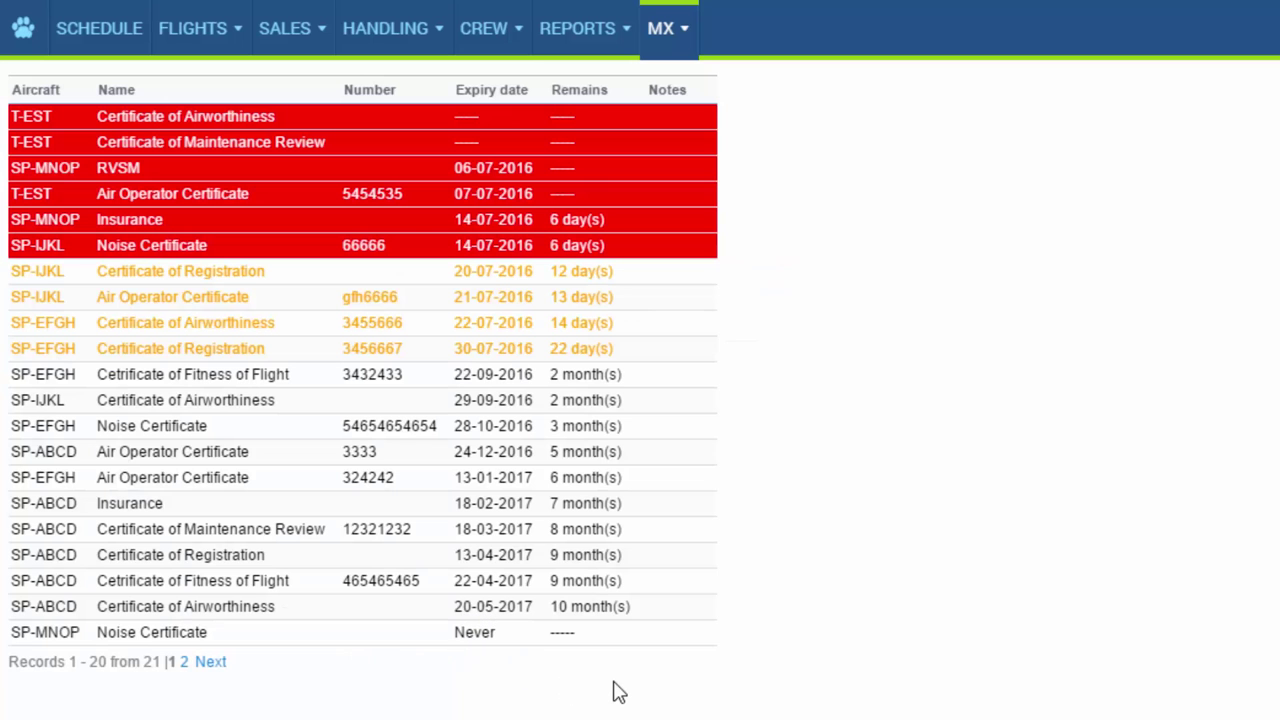 SCHEDULE FLIGHTS SALES HANDLING CREW REPORTS MX
Aircraft Name Number Expiry date Remains Notes
T-EST Certificate of Airworthiness ----- -----
T-EST Certificate of Maintenance Review ----- -----
SP-MNOP RVSM 06-07-2016 -----
T-EST Air Operator Certificate 5454535 07-07-2016 -----
SP-MNOP Insurance 14-07-2016 6 day(s)
SP-IJKL Noise Certificate 66666 14-07-2016 6 day(s)
SP-IJKL Certificate of Registration 20-07-2016 12 day(s)
SP-IJKL Air Operator Certificate gfh6666 21-07-2016 13 day(s)
SP-EFGH Certificate of Airworthiness 3455666 22-07-2016 14 day(s)
SP-EFGH Certificate of Registration 3456667 30-07-2016 22 day(s)
SP-EFGH Cetrificate of Fitness of Flight 3432433 22-09-2016 2 month(s)
SP-IJKL Certificate of Airworthiness 29-09-2016 2 month(s)
SP-EFGH Noise Certificate 54654654654 28-10-2016 3 month(s)
SP-ABCD Air Operator Certificate 3333 24-12-2016 5 month(s)
SP-EFGH Air Operator Certificate 324242 13-01-2017 6 month(s)
SP-ABCD Insurance 18-02-2017 7 month(s)
SP-ABCD Certificate of Maintenance Review 12321232 18-03-2017 8 month(s)
SP-ABCD Certificate of Registration 13-04-2017 9 month(s)
SP-ABCD Cetrificate of Fitness of Flight 465465465 22-04-2017 9 month(s)
SP-ABCD Certificate of Airworthiness 20-05-2017 10 month(s)
SP-MNOP Noise Certificate Never -----
Records 1 - 20 from 21 |1 2 Next